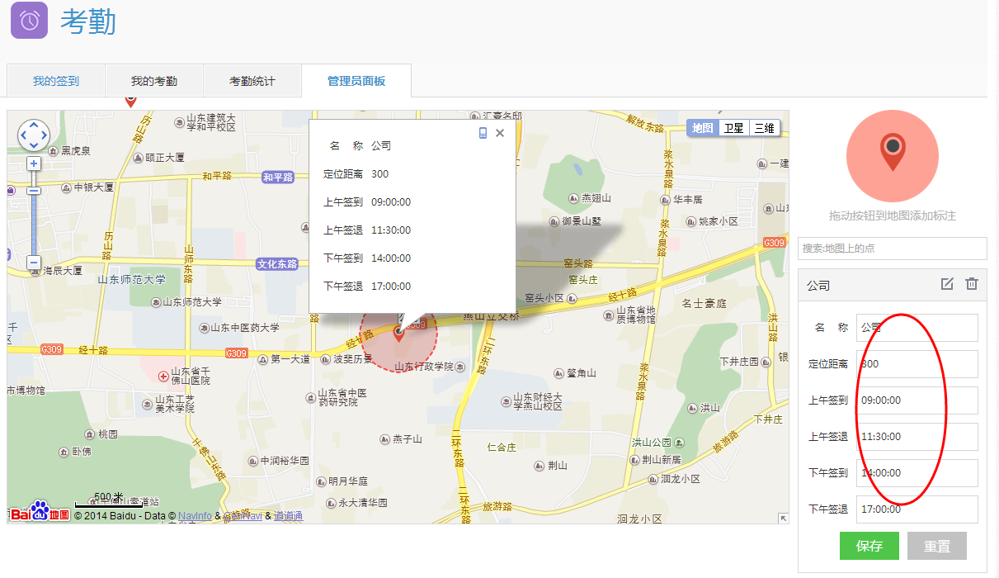 考勤
我的签到 我的考勤 考勤统计 管理员面板
名 称 公司
定位距离 300
上午签到 09:00:00
上午签退 11:30:00
下午签到 14:00:00
下午签退 17:00:00
地图 卫星 三维
汇豪名邸
解放东路
历山路
山东建筑大
学和平校区
黑虎泉
颐正大厦
和平路
和平路
中银大厦
浆水泉路
一建
燕翅山
华丰居
御景山墅
姚家小区
山东
G309
历山路
山师东路
文化东路
海辰大厦
山东师范大学
山东师范大学
浆水泉路
窑头路
窑头庄
窑头小区
经十路
名士豪庭
山东省地
质博物馆
燕山立交桥
洪山路
千
区
山东中医药大学
路
G309
经十路
G309
第一大道
经十路
波斐历景
山东行政学院
二环东路
下井庄园
银
山东省千
佛山医院
市博物馆
山东工艺
美术学院
山东省中医
药研究院
鳌角山
浆水泉路
山东财经大
学燕山校区
洪山
下井庄
桃园
卧佛
千佛山东路
燕子山
二环东路
仁合庄
洪山公园
旅游路
中润裕华园
荆山
荆山新居
明月华庭
洄龙小区
永大清华园
二环东路
旅游路
洄龙小区
500 米
Bai du 地图 © 2014 Baidu - Data © NavInfo & CenNavi & 道道通
拖动按钮到地图添加标注
搜索:地图上的点
公司
名 称 公司
定位距离 300
上午签到 09:00:00
上午签退 11:30:00
下午签到 14:00:00
下午签退 17:00:00
保存 重置